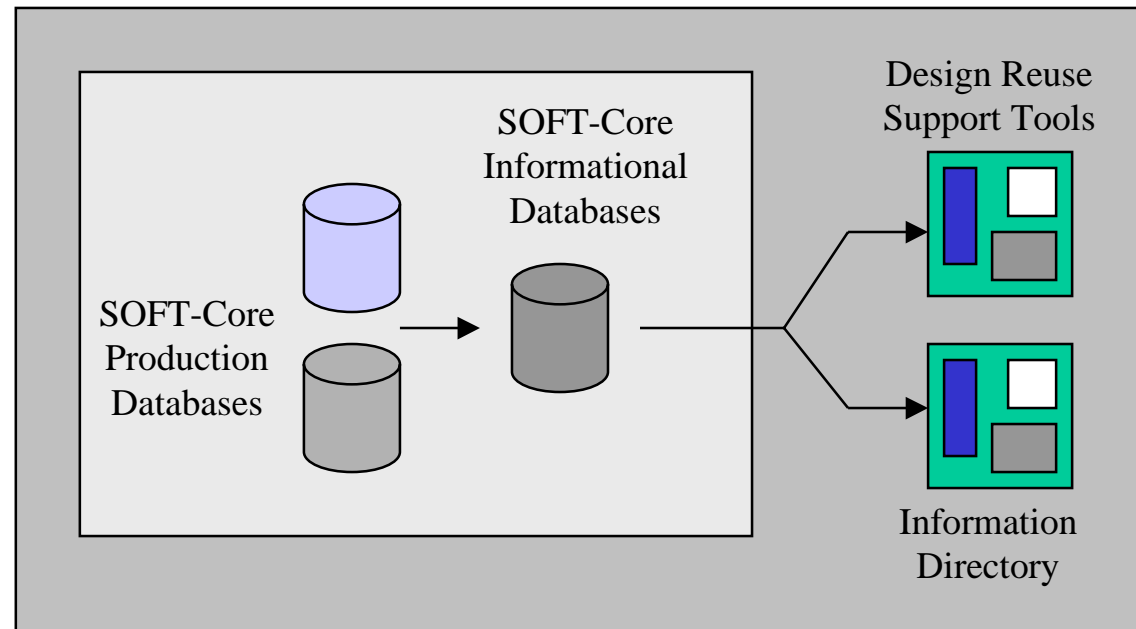 SOFT-Core
Production
Databases
SOFT-Core
Informational
Databases
Design Reuse
Support Tools
Information
Directory